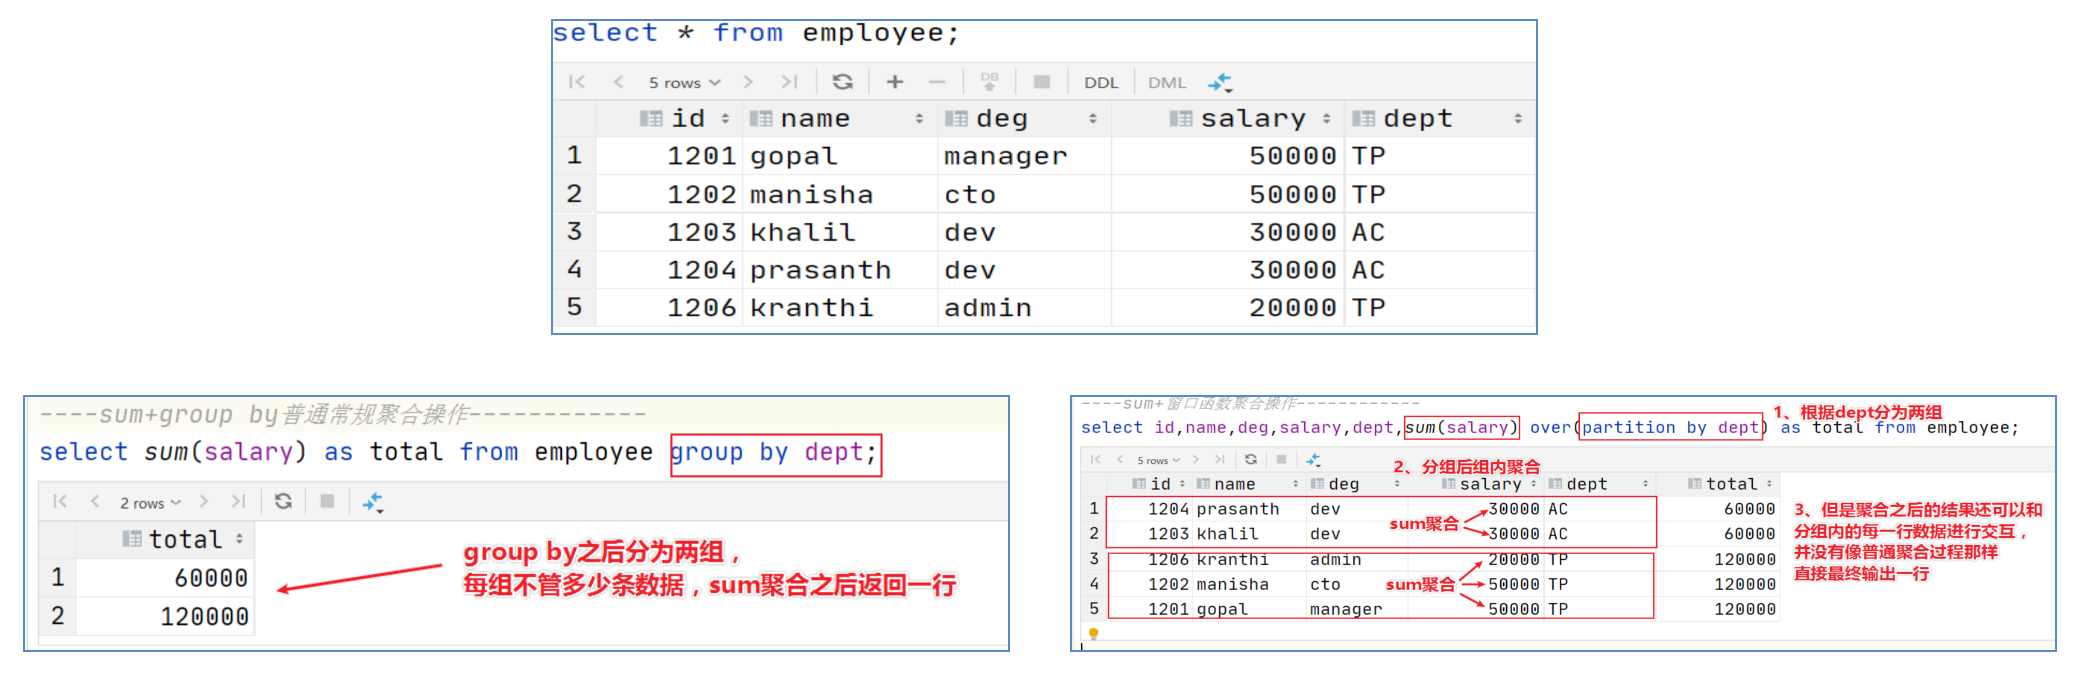 select * from employee;
5 rows DB DDL DML
id name deg salary dept
1 1201 gopal manager 50000 TP
2 1202 manisha cto 50000 TP
3 1203 khalil dev 30000 AC
4 1204 prasanth dev 30000 AC
5 1206 kranthi admin 20000 TP
----sum+group by普通常规聚合操作------------
select sum(salary) as total from employee group by dept;
2 rows
total
1 60000
2 120000
group by之后分为两组，
每组不管多少条数据，sum聚合之后返回一行
----sum+窗口函数聚合操作------------
1、根据dept分为两组
select id,name,deg,salary,dept,sum(salary) over(partition by dept) as total from employee;
5 rows
2、分组后组内聚合
id name deg salary dept total
1 1204 prasanth dev 30000 AC 60000
sum聚合
2 1203 khalil dev 30000 AC 60000
3 1206 kranthi admin 20000 TP 120000
4 1202 manisha cto 50000 TP 120000
sum聚合
5 1201 gopal manager 50000 TP 120000
3、但是聚合之后的结果还可以和
分组内的每一行数据进行交互，
并没有像普通聚合过程那样
直接最终输出一行